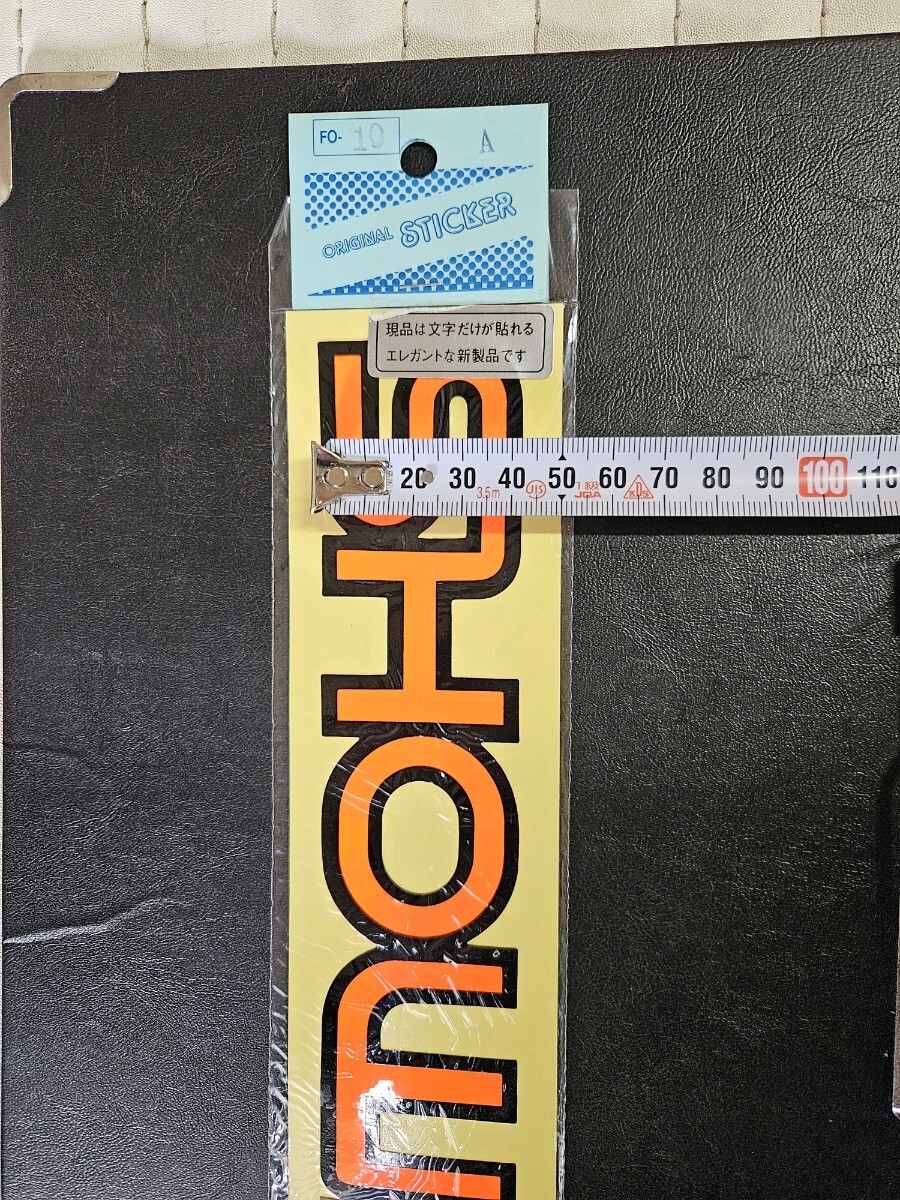 FO- 10 A
ORIGINAL STICKER
現品は文字だけが貼れる
エレガントな新製品です
SHOW
20 30 40 50 60 70 80 90 100 110
3.5m JIS 1級 JQA KDS